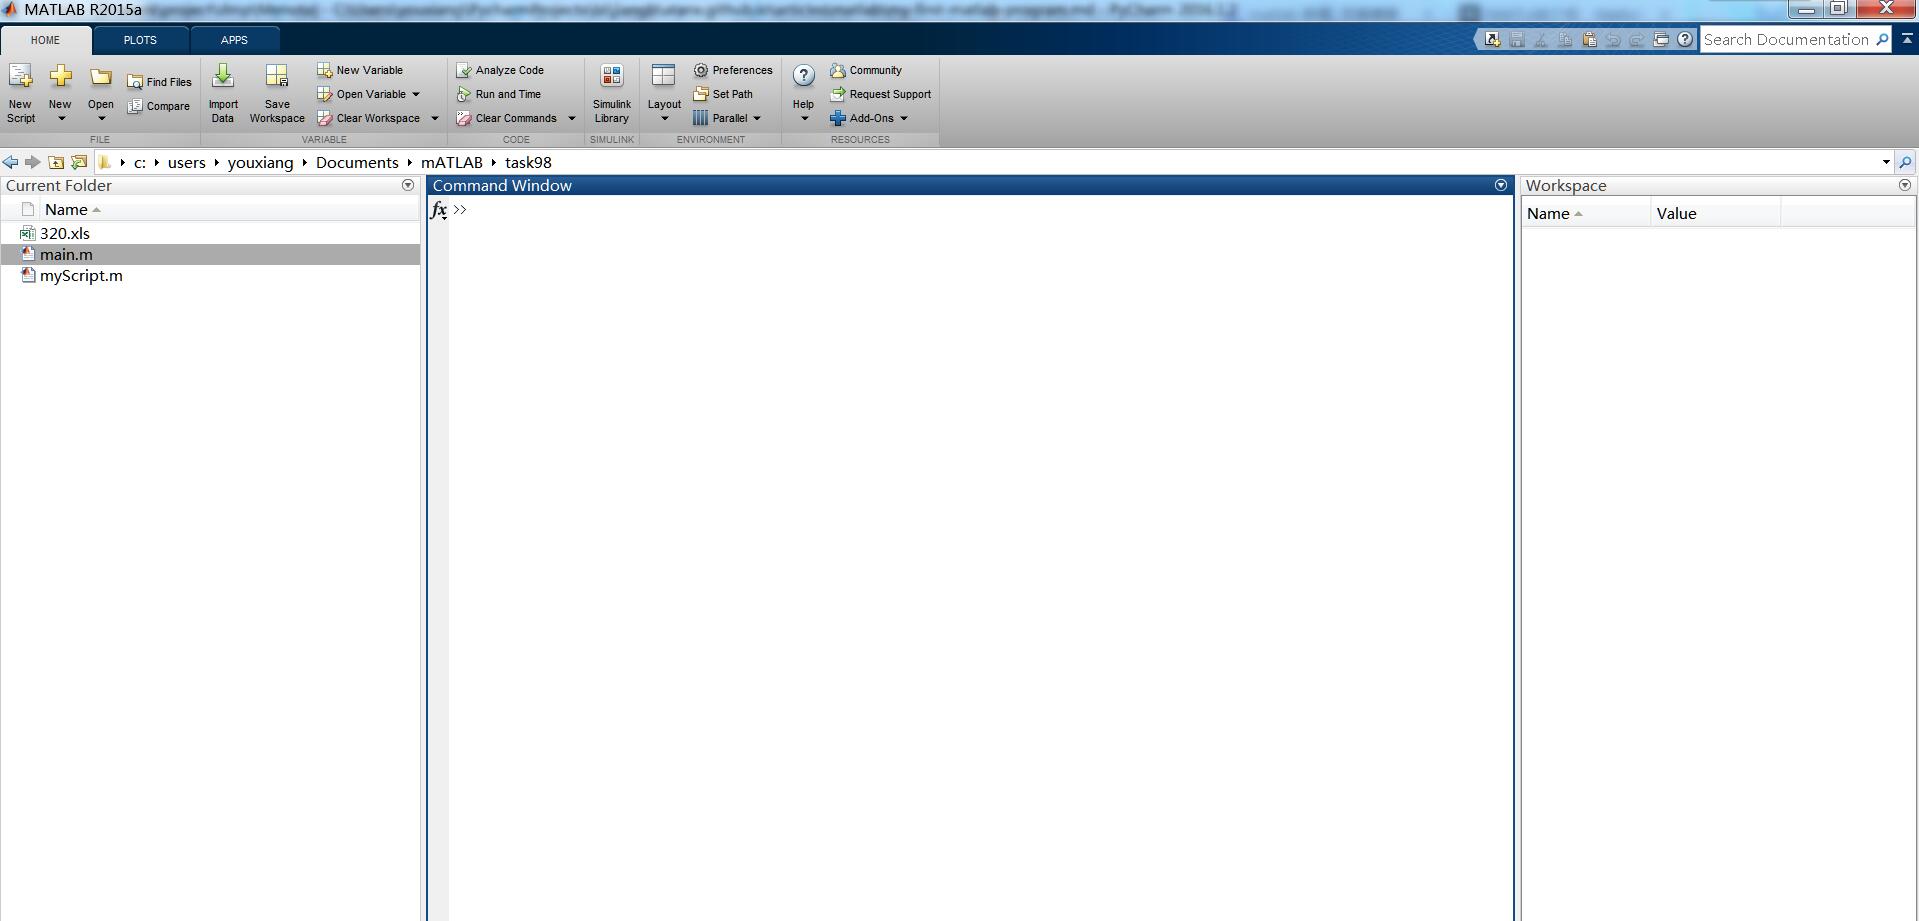 MATLAB R2015a
HOME PLOTS APPS
Search Documentation
New Script
New
Open
Find Files
Compare
FILE
Import Data
Save Workspace
New Variable
Open Variable
Clear Workspace
VARIABLE
Analyze Code
Run and Time
Clear Commands
CODE
Simulink Library
SIMULINK
Layout
Preferences
Set Path
Parallel
ENVIRONMENT
Help
Community
Request Support
Add-Ons
RESOURCES
c: users youxiang Documents mATLAB task98
Current Folder
Name
320.xls
main.m
myScript.m
Command Window
fx >>
Workspace
Name Value